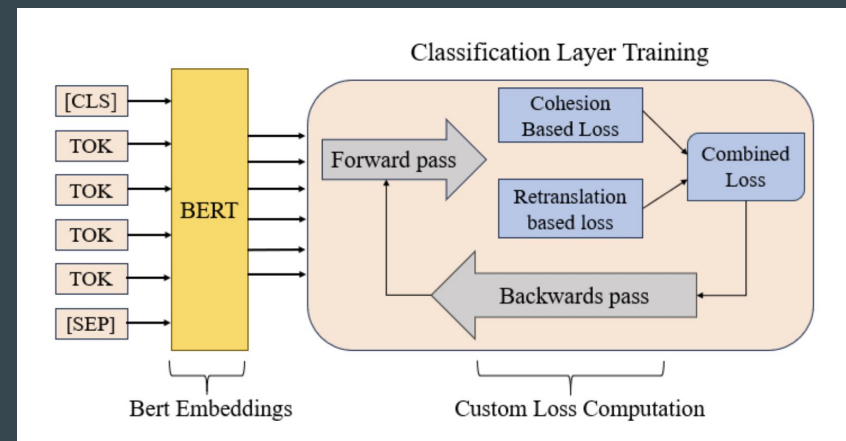 Classification Layer Training
[CLS]
TOK
TOK
TOK
TOK
[SEP]
BERT
Forward pass
Cohesion
Based Loss
Retranslation
based loss
Combined
Loss
Backwards pass
Bert Embeddings
Custom Loss Computation